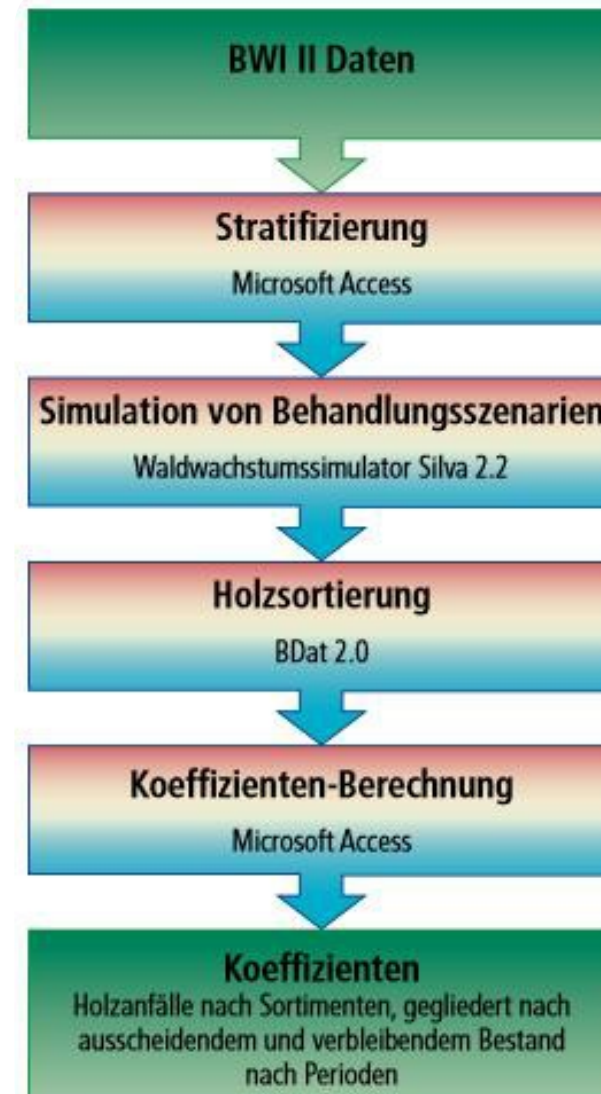 BWI II Daten
Stratifizierung
Microsoft Access
Simulation von Behandlungsszenarien
Waldwachstumssimulator Silva 2.2
Holzsortierung
BDat 2.0
Koeffizienten-Berechnung
Microsoft Access
Koeffizienten
Holzanfälle nach Sortimenten, gegliedert nach
ausscheidendem und verbleibendem Bestand
nach Perioden